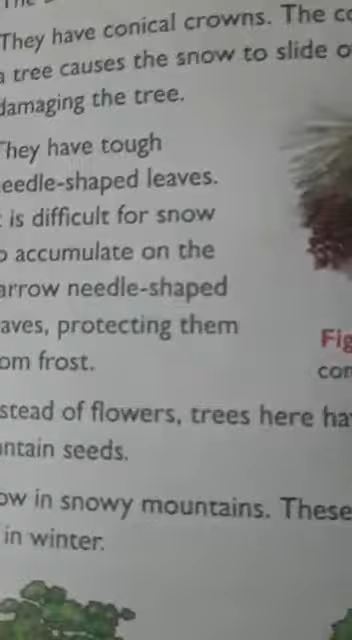 They have conical crowns. The co
a tree causes the snow to slide o
damaging the tree.
They have tough
eedle-shaped leaves.
t is difficult for snow
o accumulate on the
arrow needle-shaped
aves, protecting them
om frost.
Fig
con
stead of flowers, trees here ha
ntain seeds.
ow in snowy mountains. These
in winter.